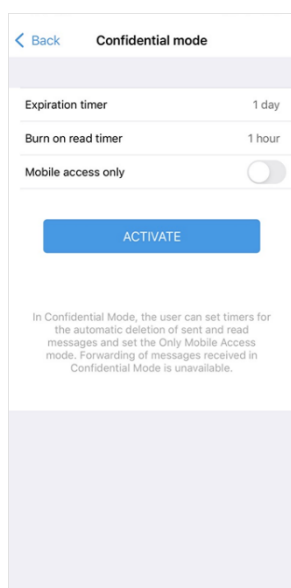 Back Confidential mode
Expiration timer 1 day
Burn on read timer 1 hour
Mobile access only
ACTIVATE
In Confidential Mode, the user can set timers for
the automatic deletion of sent and read
messages and set the Only Mobile Access
mode. Forwarding of messages received in
Confidential Mode is unavailable.